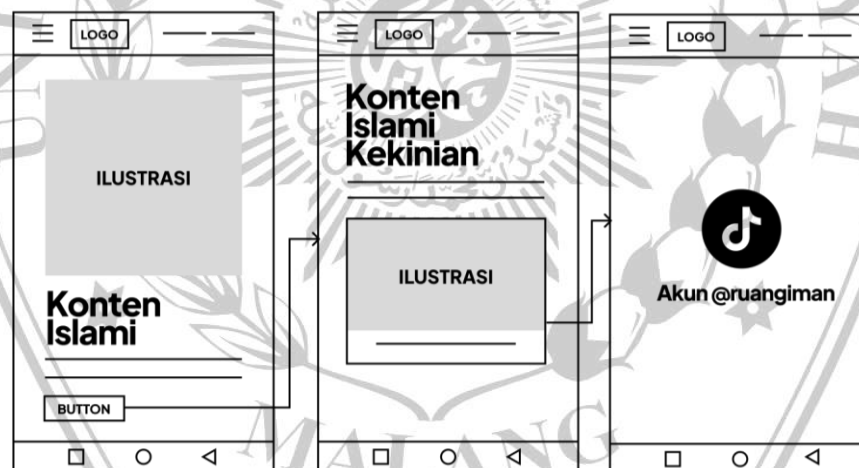 LOGO
ILUSTRASI
Konten
Islami
BUTTON
LOGO
Konten
Islami
Kekinian
ILUSTRASI
LOGO
Akun @ruangiman
MALANG